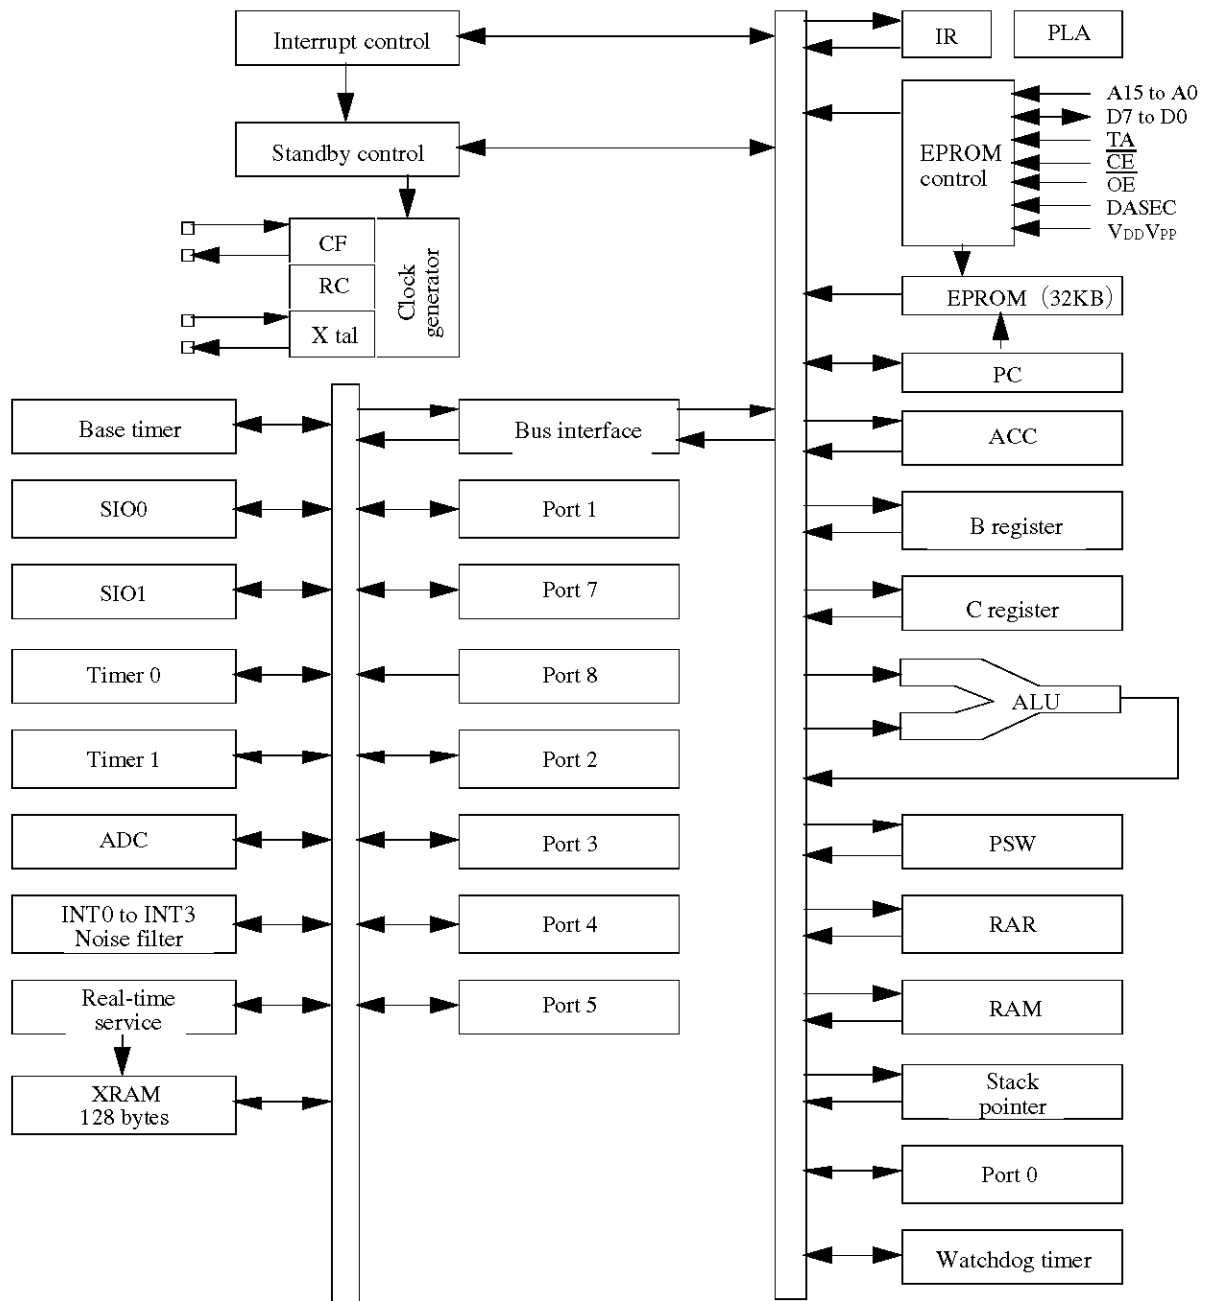 Interrupt control
IR
PLA
Standby control
EPROM
control
A15 to A0
D7 to D0
TA
CE
OE
DASEC
VDDVPP
CF
RC
X tal
Clock
generator
EPROM (32KB)
PC
Base timer
Bus interface
ACC
SIO0
Port 1
B register
SIO1
Port 7
C register
Timer 0
Port 8
ALU
Timer 1
Port 2
ADC
Port 3
PSW
INT0 to INT3
Noise filter
Port 4
RAR
Real-time
service
Port 5
RAM
XRAM
128 bytes
Stack
pointer
Port 0
Watchdog timer